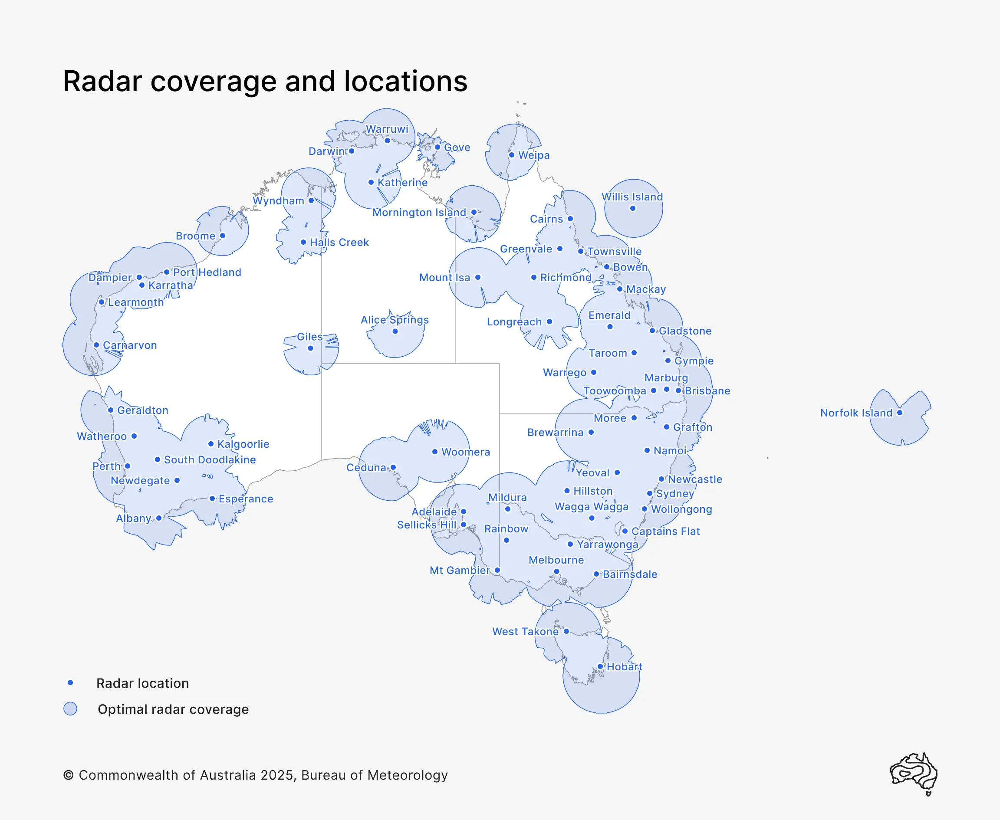 Radar coverage and locations
Warruwi
Gove
Darwin
Weipa
Katherine
Willis Island
Wyndham
Mornington Island
Cairns
Broome
Halls Creek
Greenvale
Townsville
Bowen
Port Hedland
Dampier
Mount Isa
Richmond
Karratha
Mackay
Learmonth
Emerald
Alice Springs
Longreach
Gladstone
Giles
Carnarvon
Taroom
Gympie
Warrego
Marburg
Toowoomba
Brisbane
Geraldton
Norfolk Island
Moree
Grafton
Brewarrina
Watheroo
Kalgoorlie
Namoi
Woomera
South Doodlakine
Perth
Ceduna
Yeoval
Newcastle
Newdegate
Hillston
Sydney
Mildura
Esperance
Wagga Wagga
Wollongong
Adelaide
Albany
Sellicks Hill
Rainbow
Captains Flat
Yarrawonga
Melbourne
Mt Gambier
Bairnsdale
West Takone
Hobart
Radar location
Optimal radar coverage
© Commonwealth of Australia 2025, Bureau of Meteorology